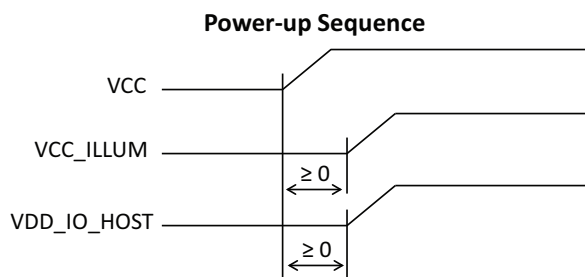 Power-up Sequence
VCC
VCC_ILLUM
≥ 0
VDD_IO_HOST
≥ 0